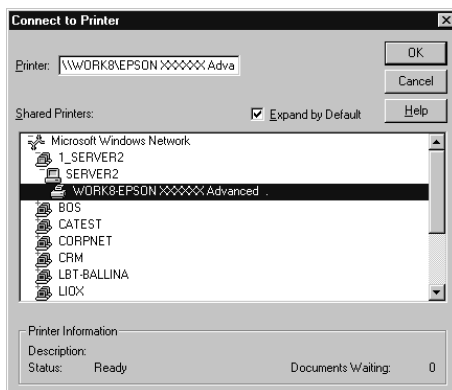 Connect to Printer
OK
Printer: \\WORK8\EPSON XXXXXX Adva
Cancel
Shared Printers:
Expand by Default
Help
Microsoft Windows Network
1_SERVER2
SERVER2
WORK8-EPSON XXXXXX Advanced .
BOS
CATEST
CORPNET
CRM
LBT-BALLINA
LIOX
Printer Information
Description:
Status: Ready Documents Waiting: 0